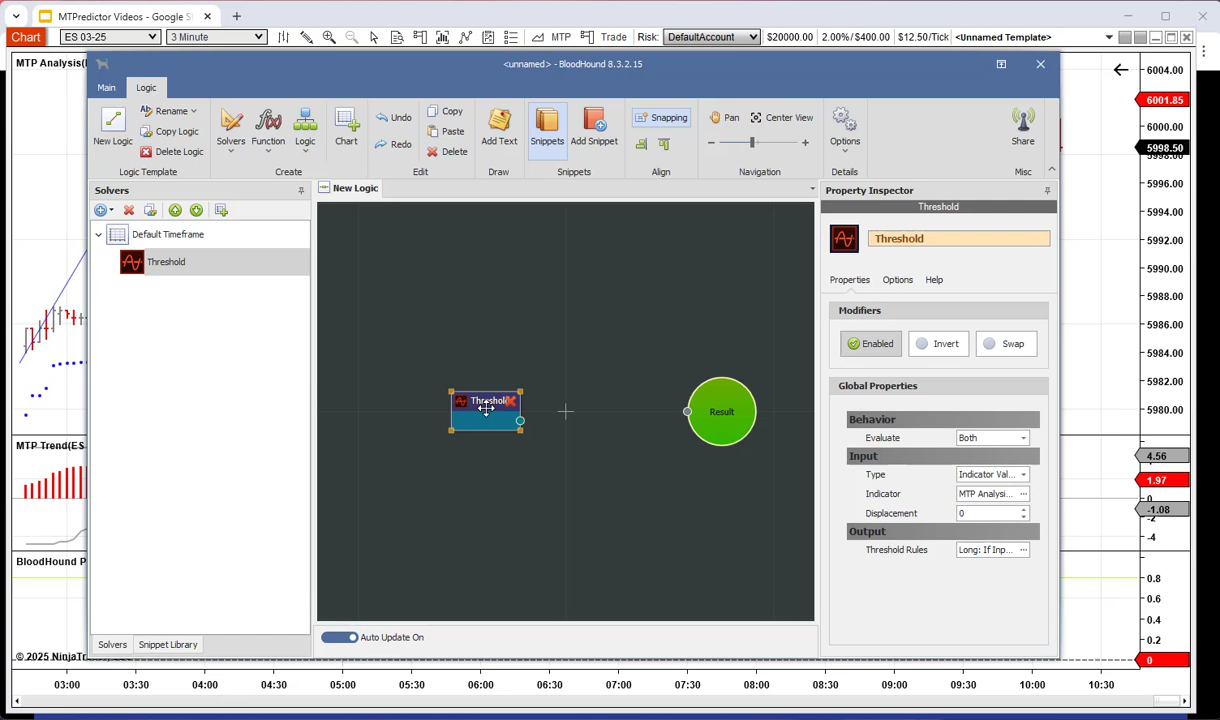 MTPredictor Videos - Google Sl
Chart
ES 03-25
3 Minute
MTP
Trade
Risk:
DefaultAccount
$20000.00
2.00%/$400.00
$12.50/Tick
<Unnamed Template>
MTP Analysis(
<unnamed> - BloodHound 8.3.2.15
Main
Logic
New Logic
Rename
Copy Logic
Delete Logic
Logic Template
Solvers
Function
Logic
Create
Chart
Undo
Redo
Copy
Paste
Delete
Edit
Add Text
Draw
Snippets
Add Snippet
Snippets
Snapping
Align
Pan
Center View
Navigation
Options
Details
Share
Misc
Solvers
Default Timeframe
Threshold
Solvers
Snippet Library
New Logic
Threshold
Result
Auto Update On
Property Inspector
Threshold
Threshold
Properties
Options
Help
Modifiers
Enabled
Invert
Swap
Global Properties
Behavior
Evaluate
Both
Input
Type
Indicator Val...
Indicator
MTP Analysi...
Displacement
0
Output
Threshold Rules
Long: If Inp...
6004.00
6001.85
6000.00
5998.50
5996.00
5994.00
5992.00
5990.00
5988.00
5986.00
5984.00
5982.00
5980.00
MTP Trend(ES
4.56
1.97
0
-1.08
-2
-4
BloodHound P
0.8
0.6
0.4
0.2
0
© 2025 NinjaTr
03:00
03:30
04:00
04:30
05:00
05:30
06:00
06:30
07:00
07:30
08:00
08:30
09:00
09:30
10:00
10:30